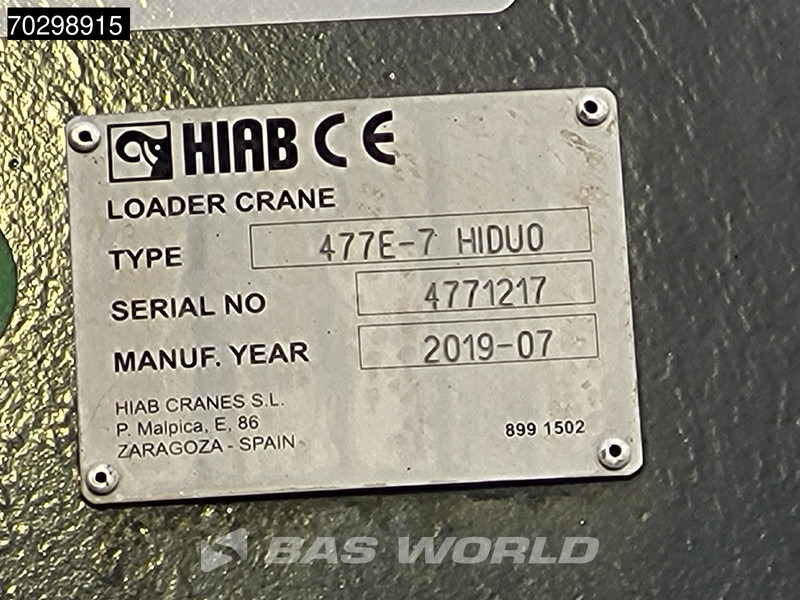 70298915
HIAB CE
LOADER CRANE
TYPE 477E-7 HIDUO
SERIAL NO 4771217
MANUF. YEAR 2019-07
HIAB CRANES S.L.
P. Malpica, E, 86
ZARAGOZA - SPAIN
899 1502
BAS WORLD